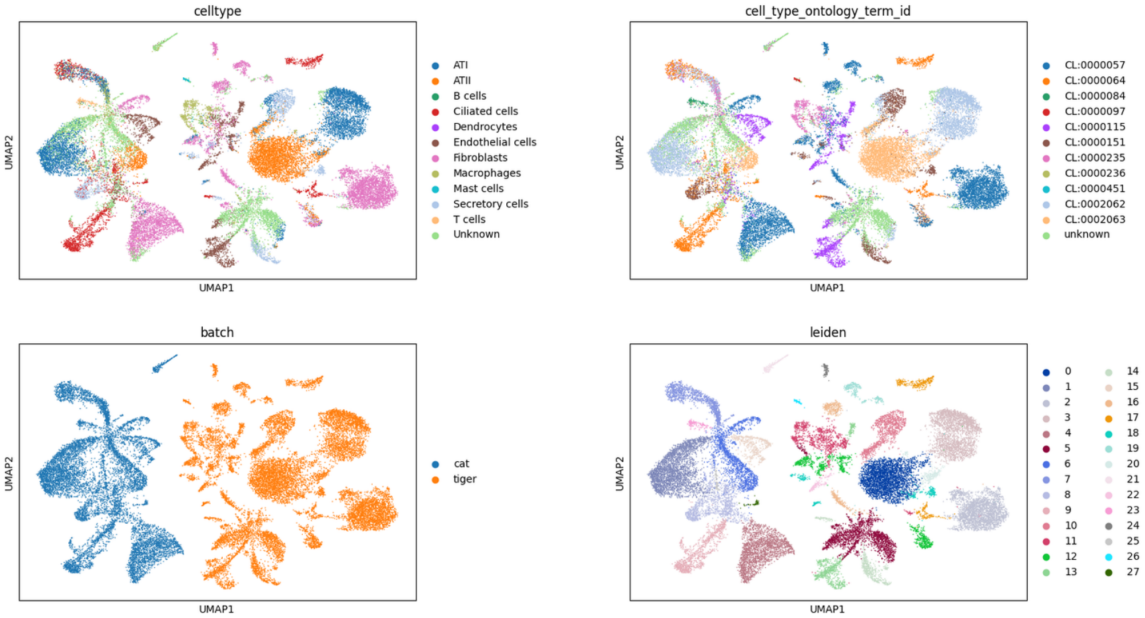 celltype
UMAP2
UMAP1
ATI
ATII
B cells
Ciliated cells
Dendrocytes
Endothelial cells
Fibroblasts
Macrophages
Mast cells
Secretory cells
T cells
Unknown
cell_type_ontology_term_id
UMAP2
UMAP1
CL:0000057
CL:0000064
CL:0000084
CL:0000097
CL:0000115
CL:0000151
CL:0000235
CL:0000236
CL:0000451
CL:0002062
CL:0002063
unknown
batch
UMAP2
UMAP1
cat
tiger
leiden
UMAP2
UMAP1
0 14
1 15
2 16
3 17
4 18
5 19
6 20
7 21
8 22
9 23
10 24
11 25
12 26
13 27